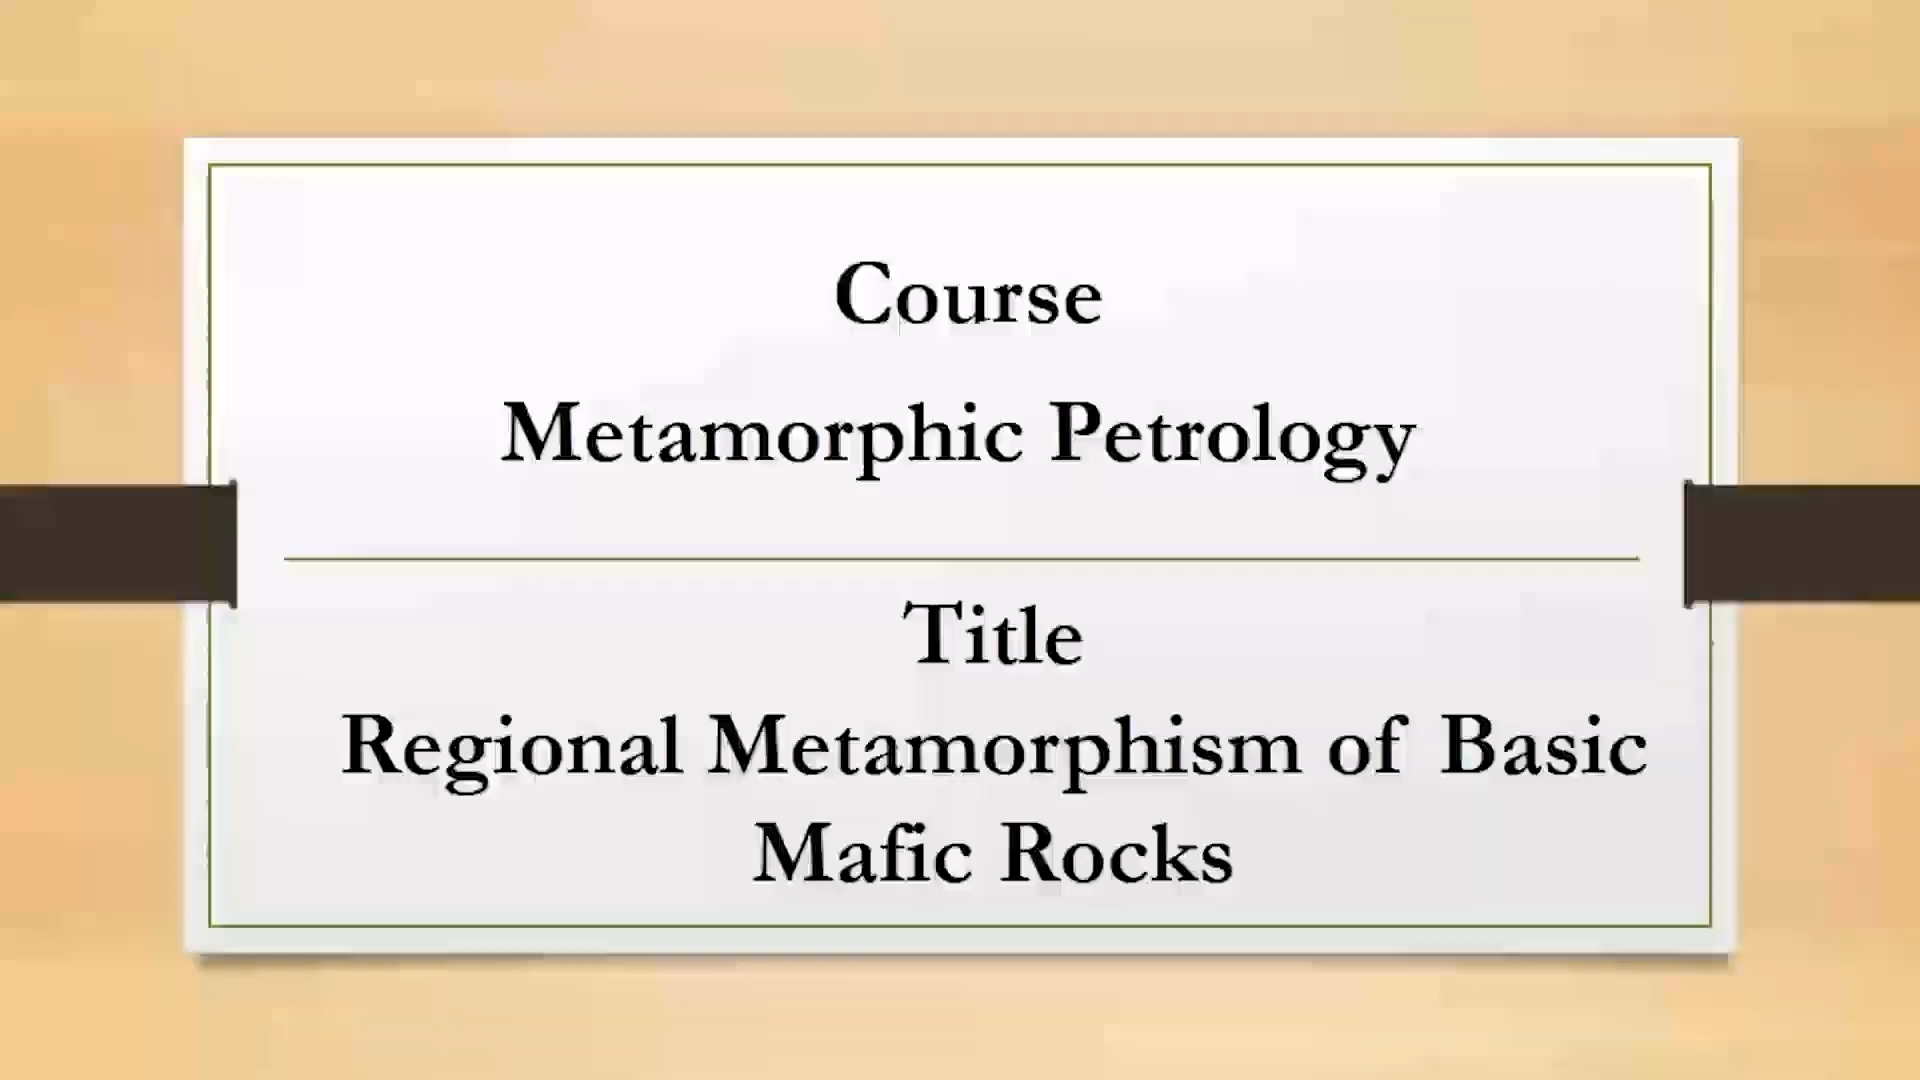 Course
Metamorphic Petrology
Title
Regional Metamorphism of Basic
Mafic Rocks